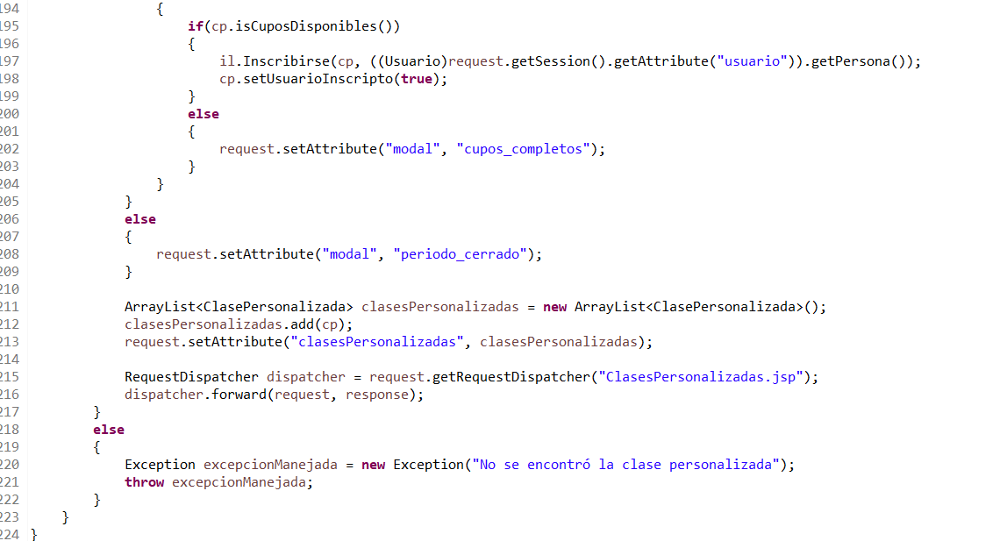 194                 {
195                     if(cp.isCuposDisponibles())
196                     {
197                         il.Inscribirse(cp, ((Usuario)request.getSession().getAttribute("usuario")).getPersona());
198                         cp.setUsuarioInscripto(true);
199                     }
200                     else
201                     {
202                         request.setAttribute("modal", "cupos_completos");
203                     }
204                 }
205             }
206             else
207             {
208                 request.setAttribute("modal", "periodo_cerrado");
209             }
210
211             ArrayList<ClasePersonalizada> clasesPersonalizadas = new ArrayList<ClasePersonalizada>();
212             clasesPersonalizadas.add(cp);
213             request.setAttribute("clasesPersonalizadas", clasesPersonalizadas);
214
215             RequestDispatcher dispatcher = request.getRequestDispatcher("ClasesPersonalizadas.jsp");
216             dispatcher.forward(request, response);
217         }
218         else
219         {
220             Exception excepcionManejada = new Exception("No se encontró la clase personalizada");
221             throw excepcionManejada;
222         }
223     }
224 }